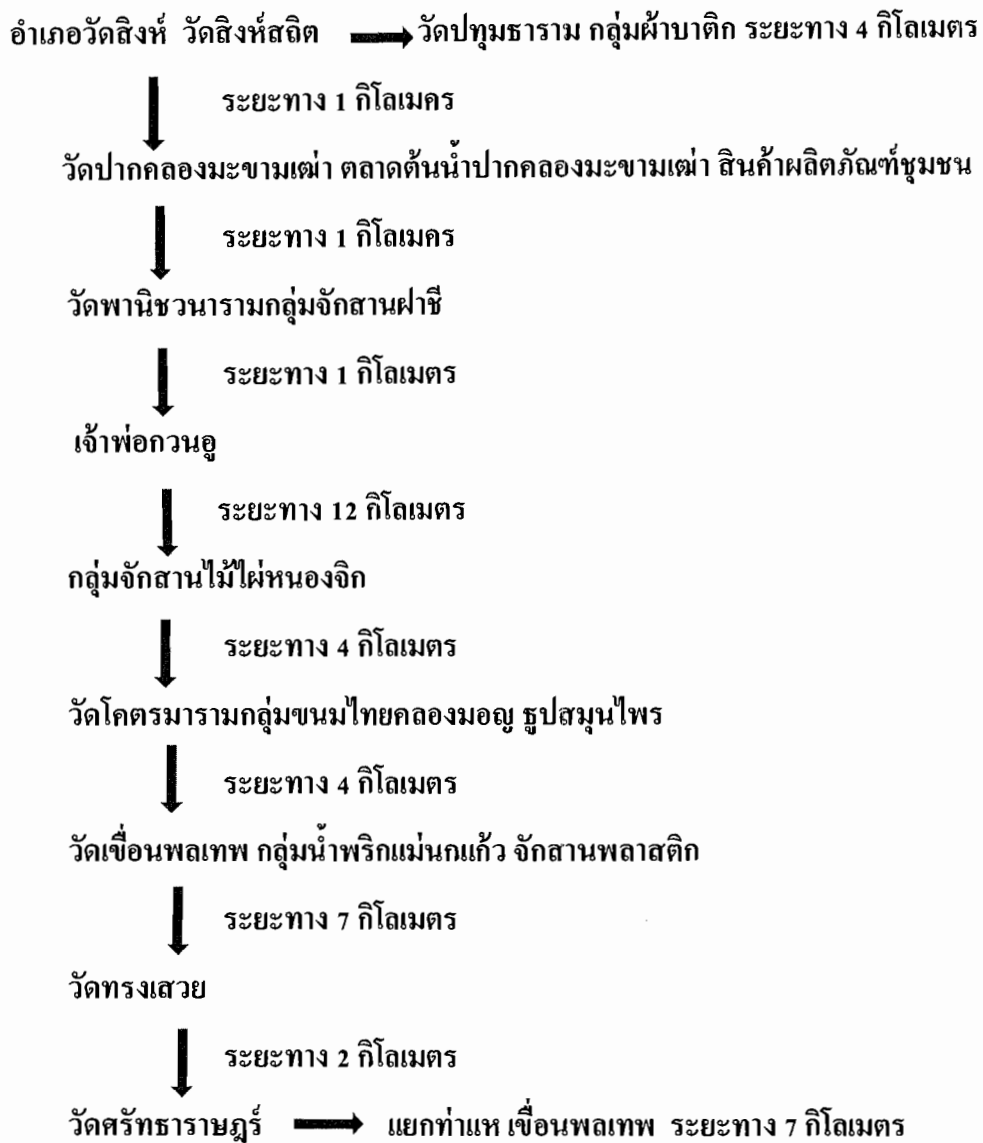 อำเภอวัดสิงห์ วัดสิงห์สถิต วัดปทุมธาราม กลุ่มผ้าบาติก ระยะทาง 4 กิโลเมตร
ระยะทาง 1 กิโลเมคร
วัดปากคลองมะขามเฒ่า ตลาดต้นน้ำปากคลองมะขามเฒ่า สินค้าผลิตภัณฑ์ชุมชน
ระยะทาง 1 กิโลเมคร
วัดพานิชวนารามกลุ่มจักสานฝาชี
ระยะทาง 1 กิโลเมตร
เจ้าพ่อกวนอู
ระยะทาง 12 กิโลเมตร
กลุ่มจักสานไม้ไผ่หนองจิก
ระยะทาง 4 กิโลเมตร
วัดโคตรมารามกลุ่มขนมไทยคลองมอญ ธูปสมุนไพร
ระยะทาง 4 กิโลเมตร
วัดเขื่อนพลเทพ กลุ่มน้ำพริกแม่นกแก้ว จักสานพลาสติก
ระยะทาง 7 กิโลเมตร
วัดทรงเสวย
ระยะทาง 2 กิโลเมตร
วัดศรัทธาราษฎร์ แยกท่าแห เขื่อนพลเทพ ระยะทาง 7 กิโลเมตร